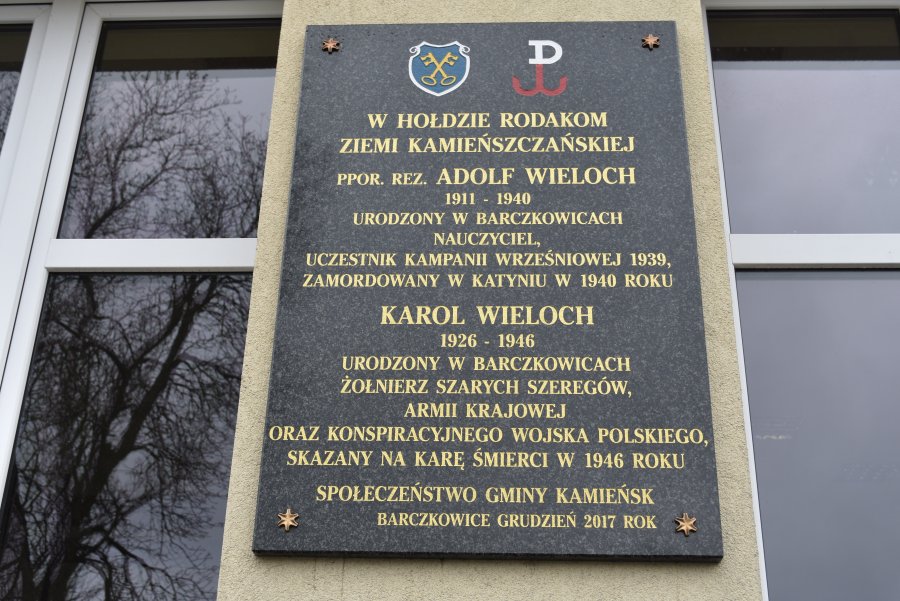 W HOŁDZIE RODAKOM
ZIEMI KAMIEŃSZCZAŃSKIEJ
PPOR. REZ. ADOLF WIELOCH
1911 - 1940
URODZONY W BARCZKOWICACH
NAUCZYCIEL,
UCZESTNIK KAMPANII WRZEŚNIOWEJ 1939,
ZAMORDOWANY W KATYNIU W 1940 ROKU
KAROL WIELOCH
1926 - 1946
URODZONY W BARCZKOWICACH
ŻOŁNIERZ SZARYCH SZEREGÓW,
ARMII KRAJOWEJ
ORAZ KONSPIRACYJNEGO WOJSKA POLSKIEGO,
SKAZANY NA KARĘ ŚMIERCI W 1946 ROKU
SPOŁECZEŃSTWO GMINY KAMIEŃSK
BARCZKOWICE GRUDZIEŃ 2017 ROK